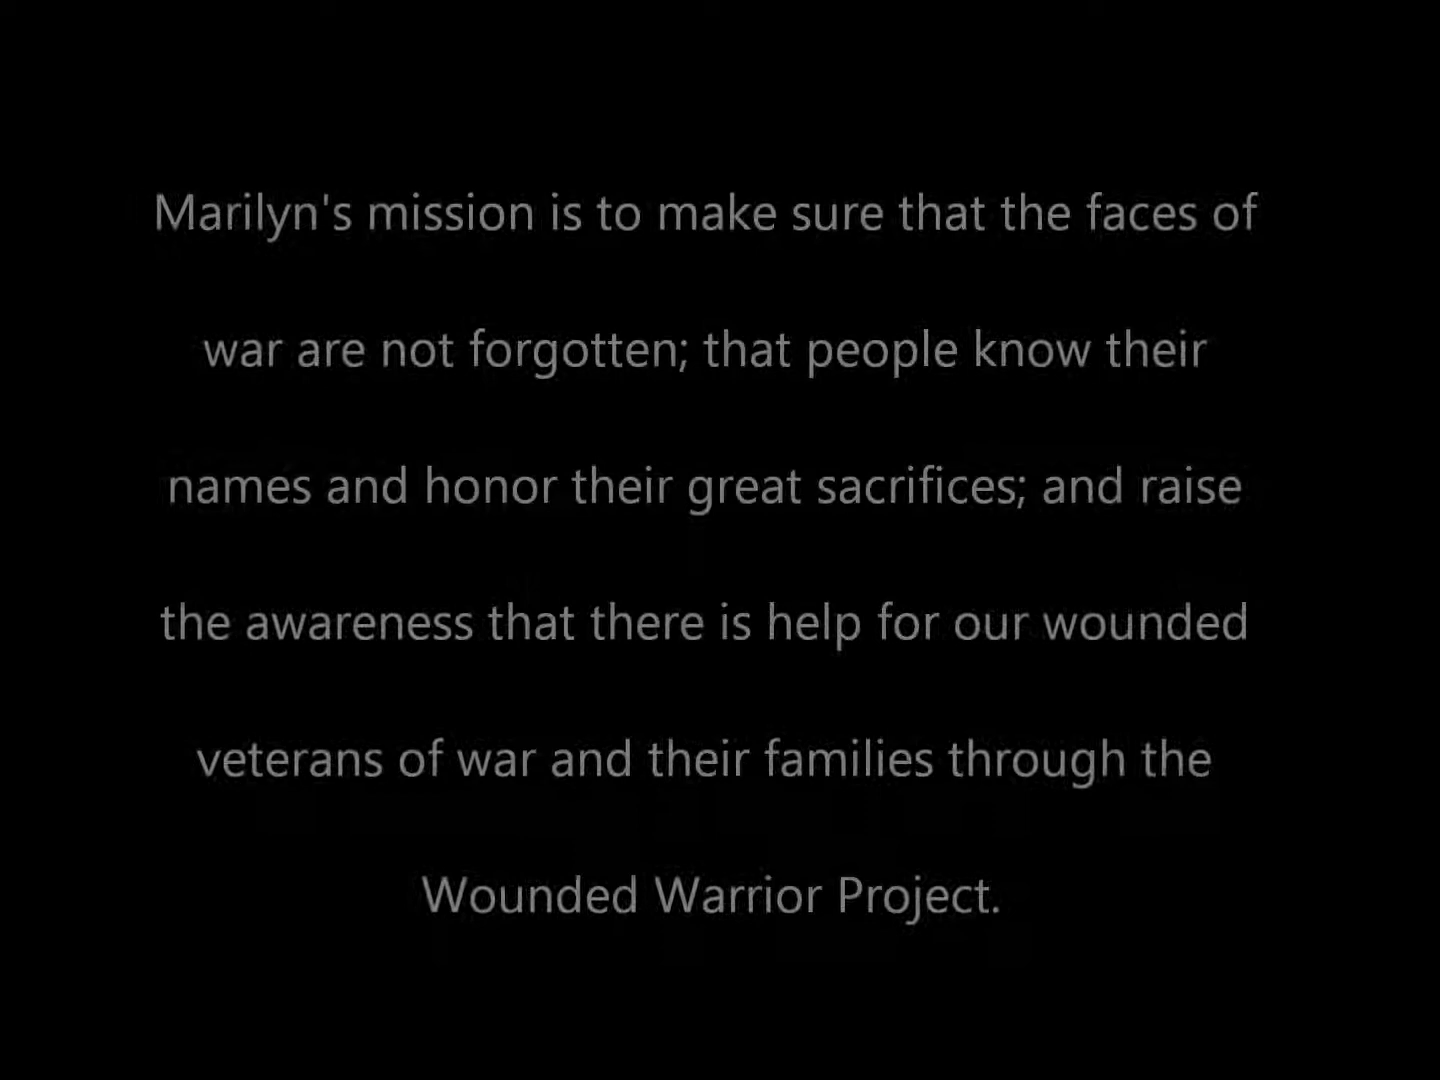 Marilyn's mission is to make sure that the faces of
war are not forgotten; that people know their
names and honor their great sacrifices; and raise
the awareness that there is help for our wounded
veterans of war and their families through the
Wounded Warrior Project.